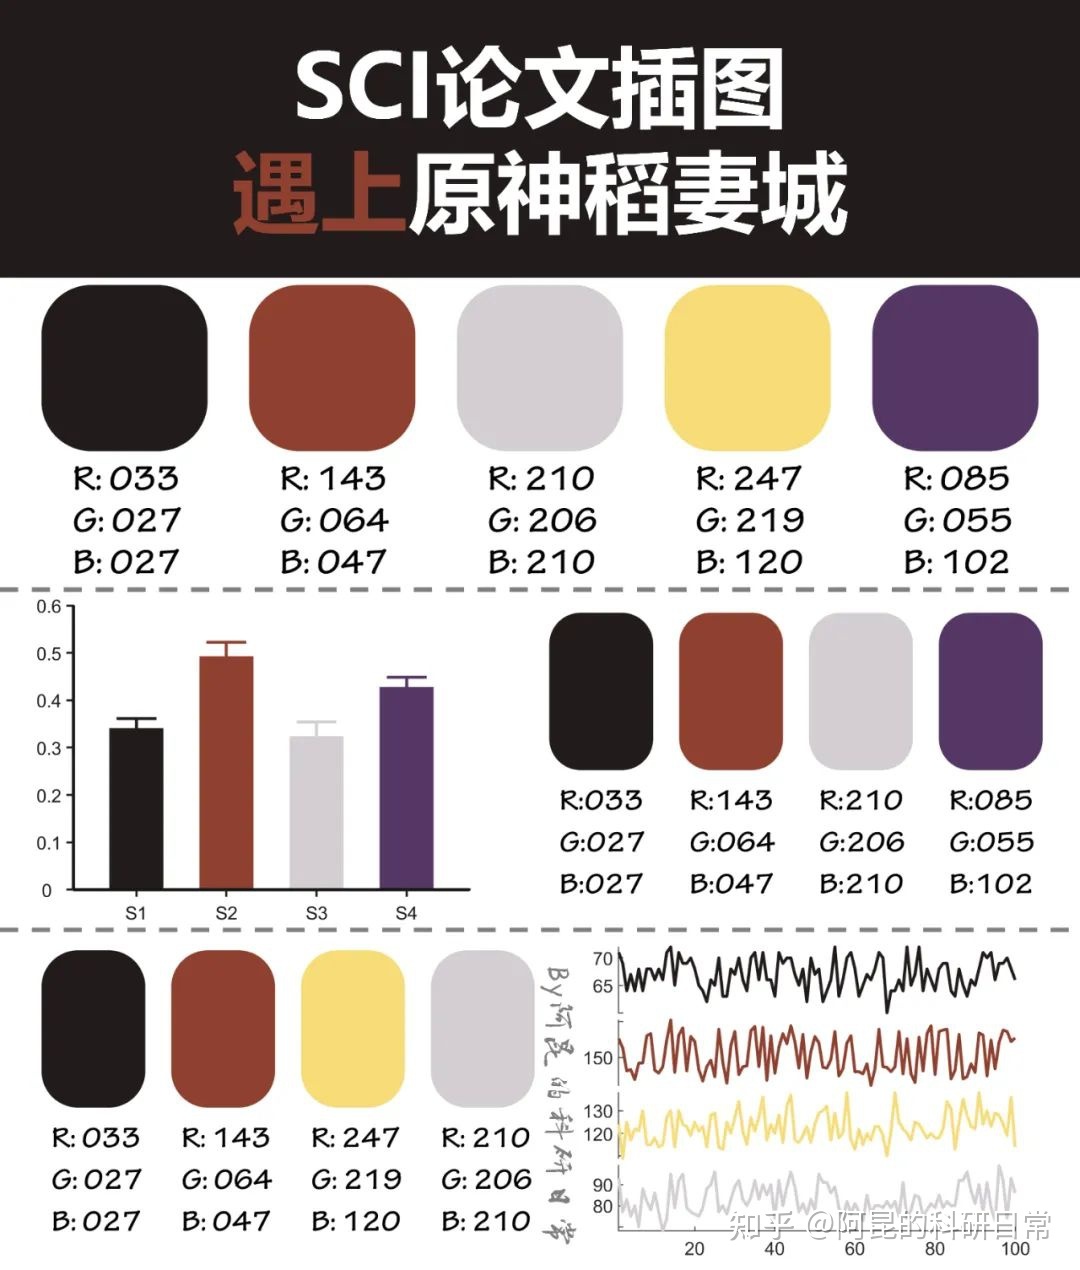 SCI论文插图
遇上原神稻妻城
R: 033 R: 143 R: 210 R: 247 R: 085
G: 027 G: 064 G: 206 G: 219 G: 055
B: 027 B: 047 B: 210 B: 120 B: 102
0.6
0.5
0.4
0.3
0.2
0.1
0
S1 S2 S3 S4
R:033 R:143 R:210 R:085
G:027 G:064 G:206 G:055
B:027 B:047 B:210 B:102
R: 033 R: 143 R: 247 R: 210
G: 027 G: 064 G: 219 G: 206
B: 027 B: 047 B: 120 B: 210
By阿昆的科研日常
70
65
150
130
120
90
80
20 40 60 80 100
知乎 @阿昆的科研日常